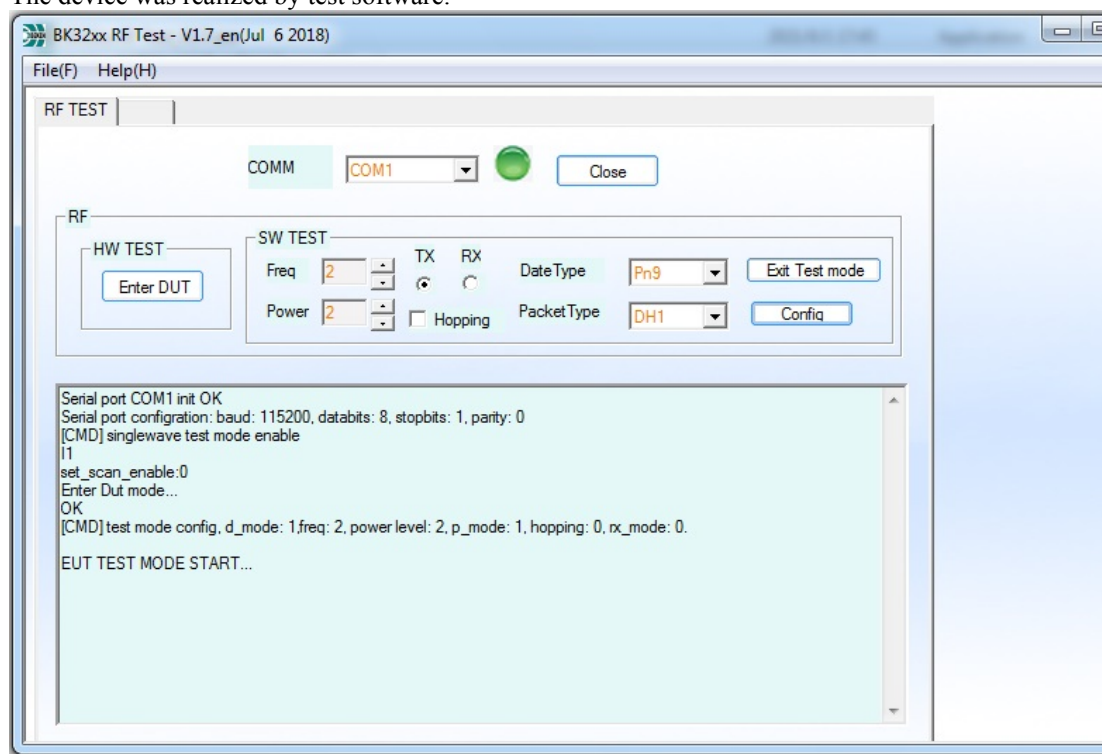 The device was realized by test software.
BK32xx RF Test - V1.7_en(Jul 6 2018)
File(F) Help(H)
RF TEST
COMM COM1 Close
RF
HW TEST
Enter DUT
SW TEST
Freq 2 TX RX DateType Pn9 Exit Test mode
Power 2 Hopping PacketType DH1 Config
Serial port COM1 init OK
Serial port configration: baud: 115200, databits: 8, stopbits: 1, parity: 0
[CMD] singlewave test mode enable
I1
set_scan_enable:0
Enter Dut mode...
OK
[CMD] test mode config, d_mode: 1,freq: 2, power level: 2, p_mode: 1, hopping: 0, rx_mode: 0.
EUT TEST MODE START...